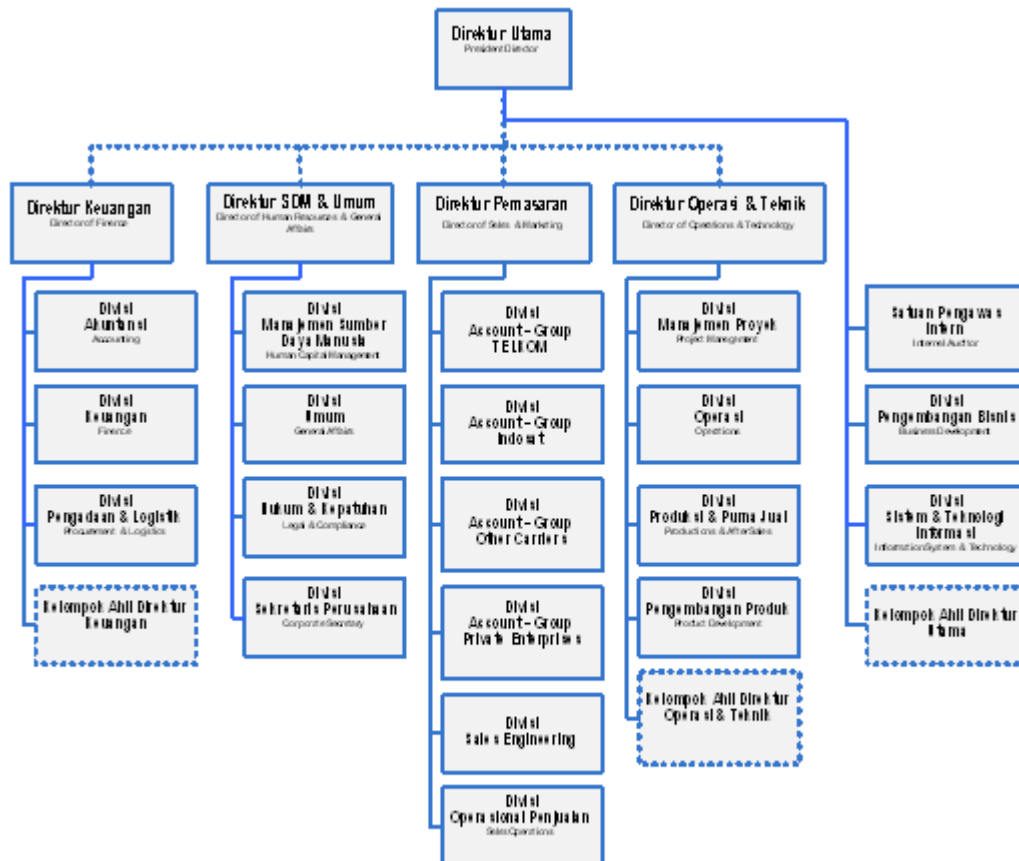 Direktur Utama
President Director
Direktur Keuangan
Director of Finance
Direktur SDM & Umum
Director of Human Resources & General
Affairs
Direktur Pemasaran
Director of Sales & Marketing
Direktur Operasi & Teknik
Director of Operations & Technology
Divisi
Akuntansi
Accounting
Divisi
Keuangan
Finance
Divisi
Pengadaan & Logistik
Procurement & Logistics
Kelompok Ahli Direktur
Keuangan
Divisi
Manajemen Sumber
Daya Manusia
Human Capital Management
Divisi
Umum
General Affairs
Divisi
Hukum & Kepatuhan
Legal & Compliance
Divisi
Sekretaris Perusahaan
Corporate Secretary
Divisi
Account - Group
TELKOM
Divisi
Account - Group
Indosat
Divisi
Account - Group
Other Carriers
Divisi
Account - Group
Private Enterprises
Divisi
Sales Engineering
Divisi
Operasional Penjualan
Sales Operations
Divisi
Manajemen Proyek
Project Management
Divisi
Operasi
Operations
Divisi
Produksi & Purna Jual
Productions & After Sales
Divisi
Pengembangan Produk
Product Development
Kelompok Ahli Direktur
Operasi & Teknik
Satuan Pengawas
Intern
Internal Auditor
Divisi
Pengembangan Bisnis
Business Development
Divisi
Sistem & Teknologi
Informasi
Information System & Technology
Kelompok Ahli Direktur
Utama